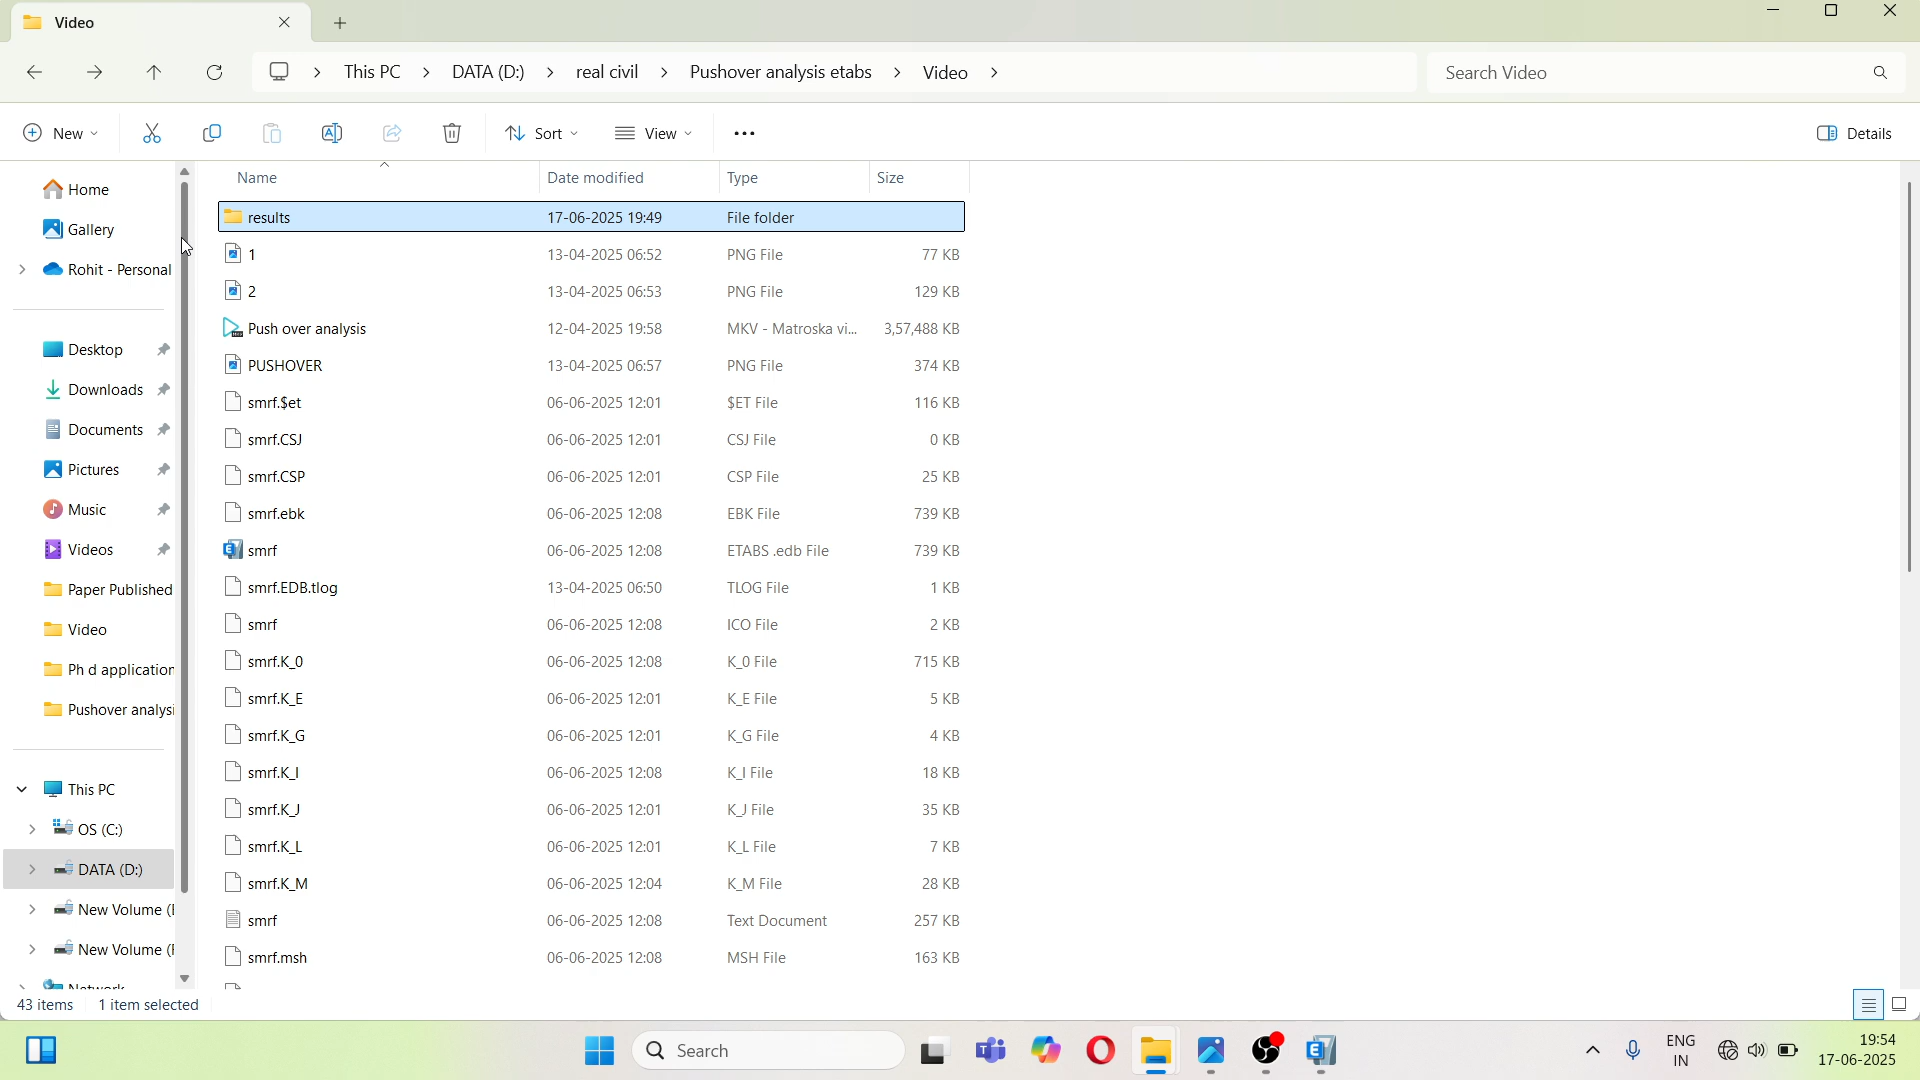 Video
This PC
DATA (D:)
real civil
Pushover analysis etabs
Video
Search Video
New
Sort
View
Details
Name
Date modified
Type
Size
Home
Gallery
Rohit - Personal
Desktop
Downloads
Documents
Pictures
Music
Videos
Paper Published
Video
Ph d application
Pushover analysi
This PC
OS (C:)
DATA (D:)
New Volume (
New Volume (
results 17-06-2025 19:49 File folder
1 13-04-2025 06:52 PNG File 77 KB
2 13-04-2025 06:53 PNG File 129 KB
Push over analysis 12-04-2025 19:58 MKV - Matroska vi... 3,57,488 KB
PUSHOVER 13-04-2025 06:57 PNG File 374 KB
smrf.$et 06-06-2025 12:01 $ET File 116 KB
smrf.CSJ 06-06-2025 12:01 CSJ File 0 KB
smrf.CSP 06-06-2025 12:01 CSP File 25 KB
smrf.ebk 06-06-2025 12:08 EBK File 739 KB
smrf 06-06-2025 12:08 ETABS .edb File 739 KB
smrf.EDB.tlog 13-04-2025 06:50 TLOG File 1 KB
smrf 06-06-2025 12:08 ICO File 2 KB
smrf.K_0 06-06-2025 12:08 K_0 File 715 KB
smrf.K_E 06-06-2025 12:01 K_E File 5 KB
smrf.K_G 06-06-2025 12:01 K_G File 4 KB
smrf.K_I 06-06-2025 12:08 K_I File 18 KB
smrf.K_J 06-06-2025 12:01 K_J File 35 KB
smrf.K_L 06-06-2025 12:01 K_L File 7 KB
smrf.K_M 06-06-2025 12:04 K_M File 28 KB
smrf 06-06-2025 12:08 Text Document 257 KB
smrf.msh 06-06-2025 12:08 MSH File 163 KB
43 items 1 item selected
Search
ENG
IN
19:54
17-06-2025